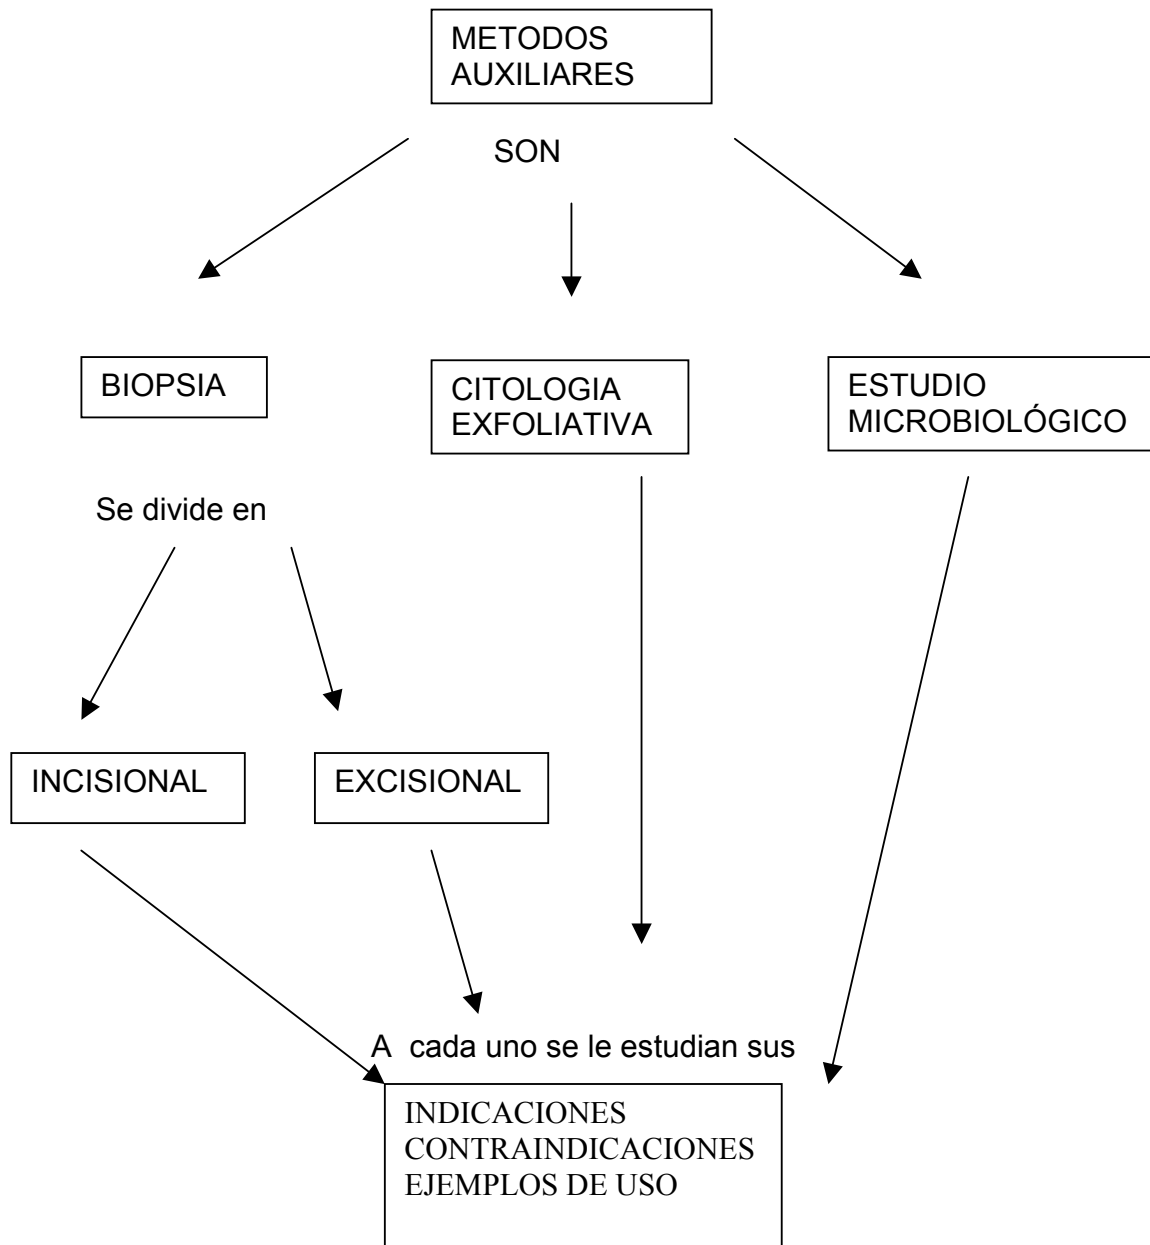 METODOS
AUXILIARES
SON
BIOPSIA
CITOLOGIA
EXFOLIATIVA
ESTUDIO
MICROBIOLÓGICO
Se divide en
INCISIONAL
EXCISIONAL
A cada uno se le estudian sus
INDICACIONES
CONTRAINDICACIONES
EJEMPLOS DE USO